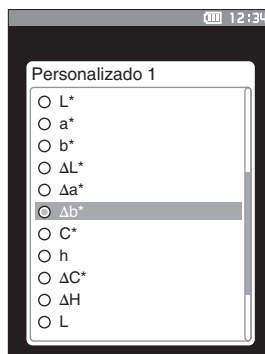 12:34
Personalizado 1
L*
a*
b*
ΔL*
Δa*
Δb*
C*
h
ΔC*
ΔH
L